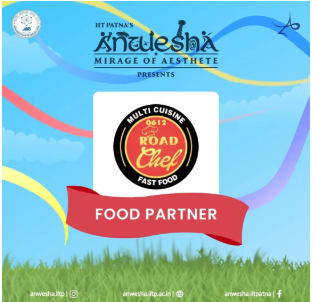 IIT PATNA'S
ANWESHA
MIRAGE OF AESTHETE
PRESENTS
MULTI CUISINE
0612
ROAD
Chef
FAST FOOD
FOOD PARTNER
anwesha.iitp |
anwesha.iitp.ac.in |
anwesha.iitpatna |